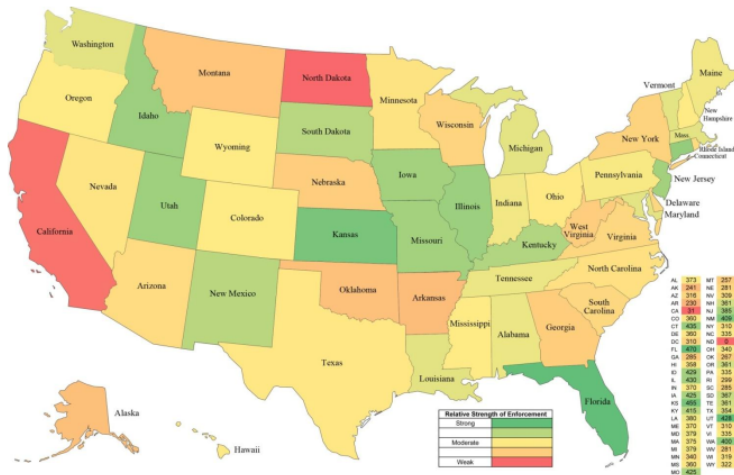 Washington
Montana
North Dakota
Minnesota
Maine
Vermont
Oregon
Idaho
Wyoming
South Dakota
Wisconsin
Michigan
New York
New
Hampshire
Mass.
Rhode Island
Connecticut
Nevada
Utah
Colorado
Nebraska
Iowa
Illinois
Indiana
Ohio
Pennsylvania
New Jersey
Delaware
Maryland
California
Arizona
New Mexico
Kansas
Missouri
Kentucky
West
Virginia
Virginia
Oklahoma
Arkansas
Tennessee
North Carolina
South
Carolina
Texas
Louisiana
Mississippi
Alabama
Georgia
Florida
Alaska
Hawaii
Relative Strength of Enforcement
Strong
Moderate
Weak
AL 373 MT 257
AK 241 NE 281
AZ 316 NV 309
AR 230 NH 361
CA 31 NJ 385
CO 360 NM 409
CT 435 NY 310
DE 360 NC 335
DC 310 ND 0
FL 470 OH 340
GA 285 OK 267
HI 358 OR 361
ID 429 PA 335
IL 430 RI 299
IN 370 SC 285
IA 425 SD 367
KS 455 TE 361
KY 415 TX 354
LA 360 UT 428
ME 370 VT 310
MD 379 VI 335
MA 375 WA 400
MI 379 WV 281
MN 340 WI 319
MS 360 WY 322
MO 425